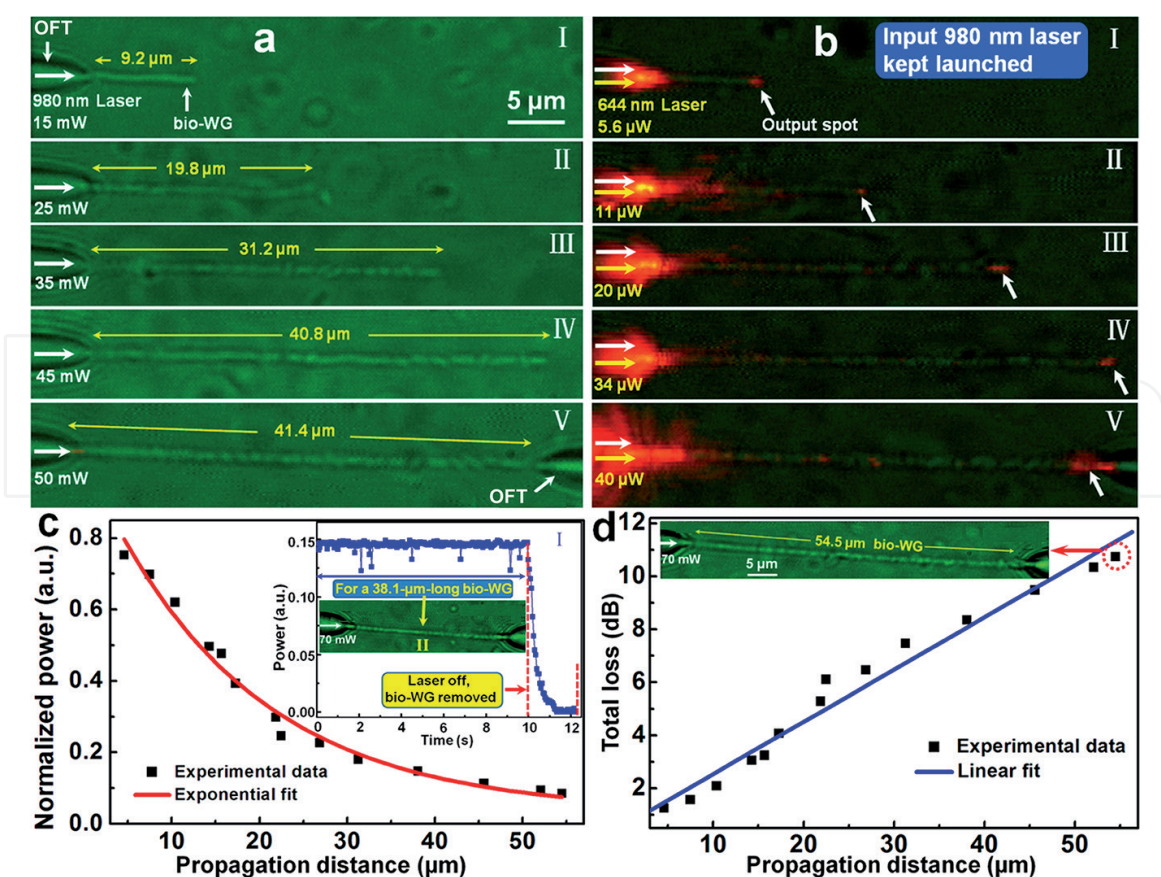 a
OFT
I
9.2 μm
980 nm Laser
15 mW
bio-WG
5 μm
II
19.8 μm
25 mW
III
31.2 μm
35 mW
IV
40.8 μm
45 mW
V
41.4 μm
50 mW
OFT
b
Input 980 nm laser
kept launched
I
644 nm Laser
5.6 μW
Output spot
II
11 μW
III
20 μW
IV
34 μW
V
40 μW
c
Normalized power (a.u.)
0.8
0.6
0.4
0.2
0.0
10
20
30
40
50
Propagation distance (μm)
Experimental data
Exponential fit
I
Power (a.u.)
0.15
0.10
0.05
0.00
For a 38.1-μm-long bio-WG
70 mW
II
Laser off,
bio-WG removed
0
2
4
6
8
10
12
Time (s)
d
Total loss (dB)
12
10
8
6
4
2
54.5 μm bio-WG
70 mW
5 μm
Experimental data
Linear fit
10
20
30
40
50
Propagation distance (μm)